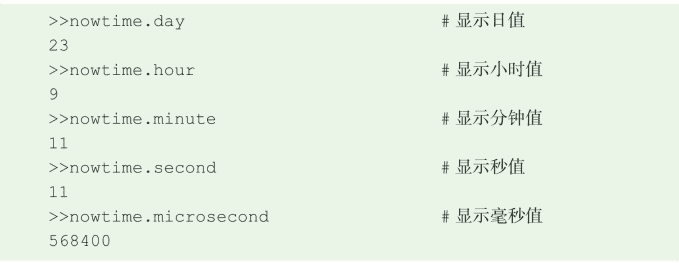 >>nowtime.day # 显示日值
23
>>nowtime.hour # 显示小时值
9
>>nowtime.minute # 显示分钟值
11
>>nowtime.second # 显示秒值
11
>>nowtime.microsecond # 显示毫秒值
568400